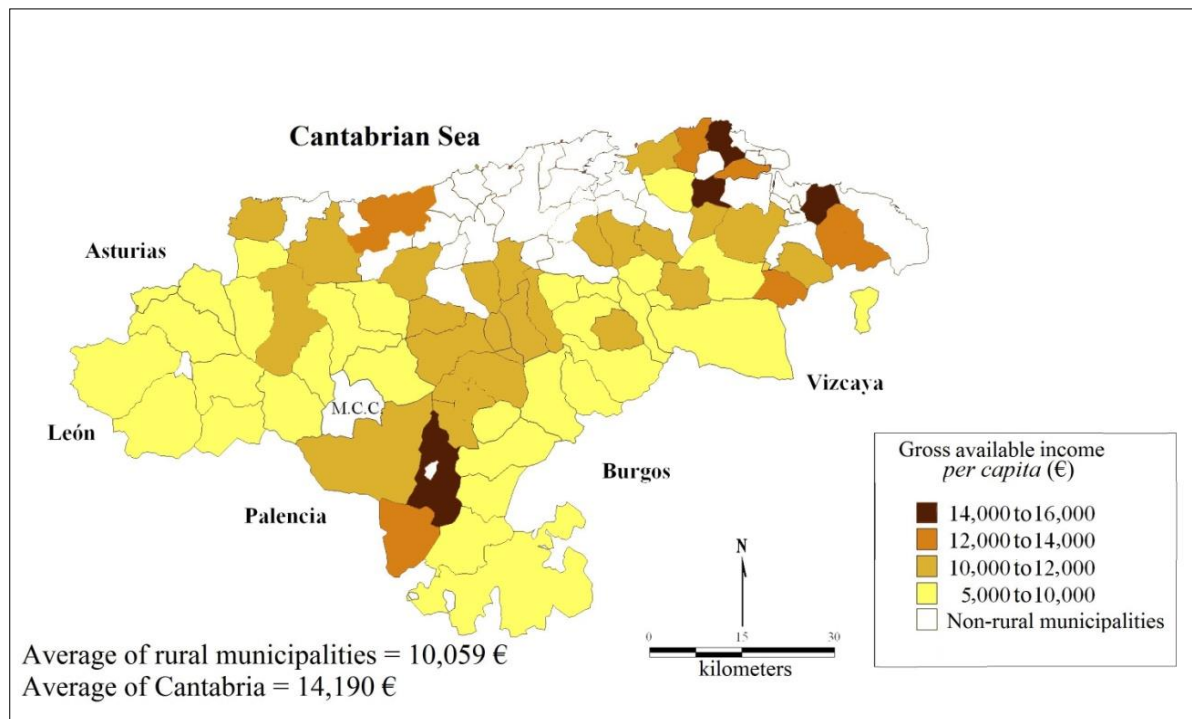 Cantabrian Sea
Asturias
Vizcaya
M.C.C.
León
Burgos
Palencia
Gross available income
per capita (€)
14,000 to 16,000
12,000 to 14,000
10,000 to 12,000
5,000 to 10,000
Non-rural municipalities
N
0 15 30
kilometers
Average of rural municipalities = 10,059 €
Average of Cantabria = 14,190 €